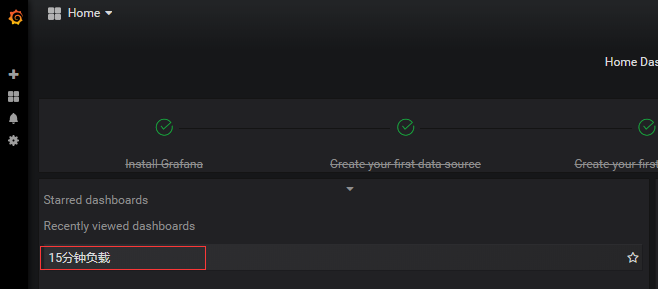 Home
Home Das
Install Grafana
Create your first data source
Create your first
Starred dashboards
Recently viewed dashboards
15分钟负载